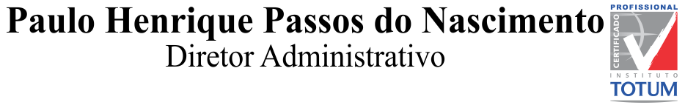 Paulo Henrique Passos do Nascimento
Diretor Administrativo
PROFISSIONAL
CERTIFICADO
INSTITUTO
TOTUM